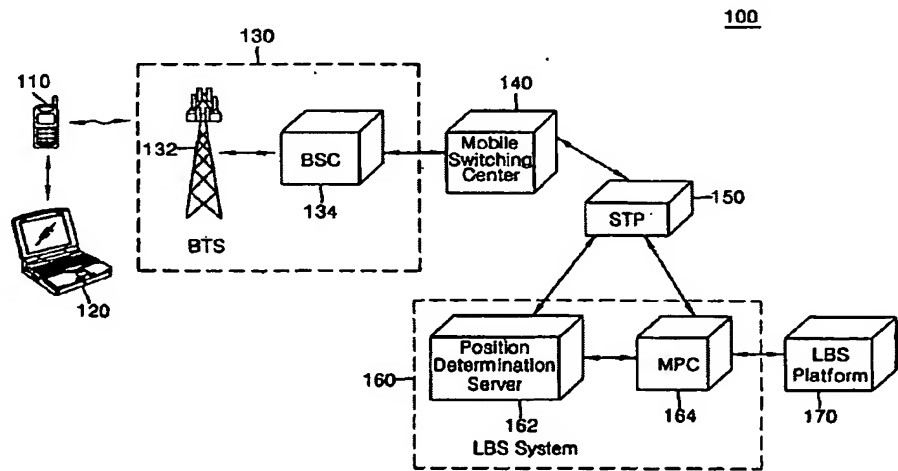 100
130
110
140
132
BSC
Mobile
Switching
Center
150
134
STP
BTS
120
Position
Determination
Server
MPC
LBS
Platform
160
162
164
170
LBS System